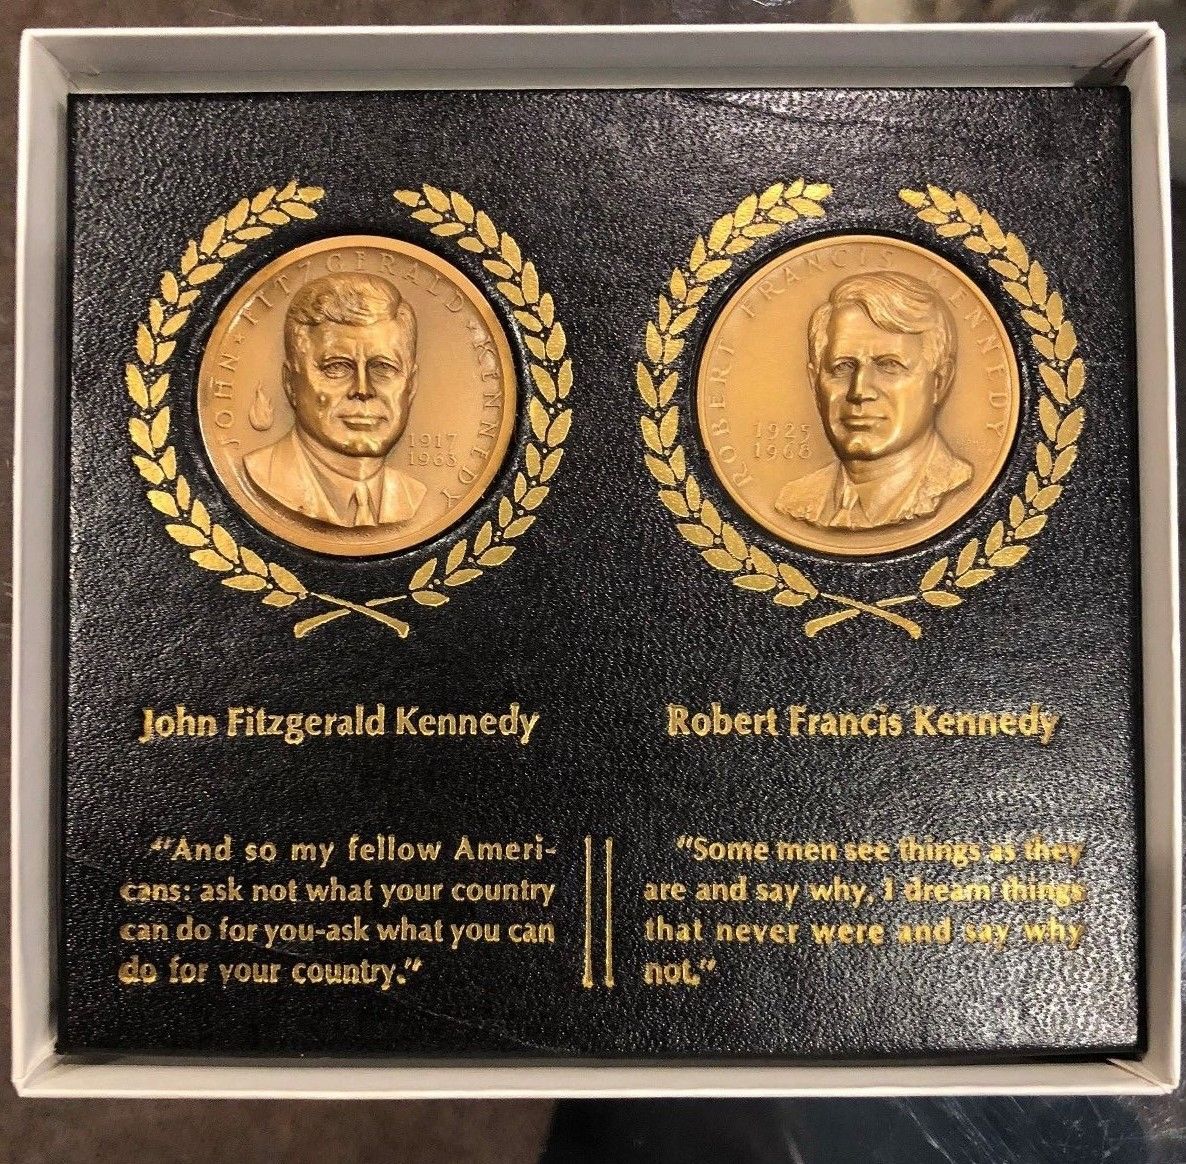 JOHN · FITZGERALD · KENNEDY
1917
1963
ROBERT FRANCIS KENNEDY
1925
1968
John Fitzgerald Kennedy
Robert Francis Kennedy
"And so my fellow Ameri-
cans: ask not what your country
can do for you-ask what you can
do for your country."
"Some men see things as they
are and say why, I dream things
that never were and say why
not."